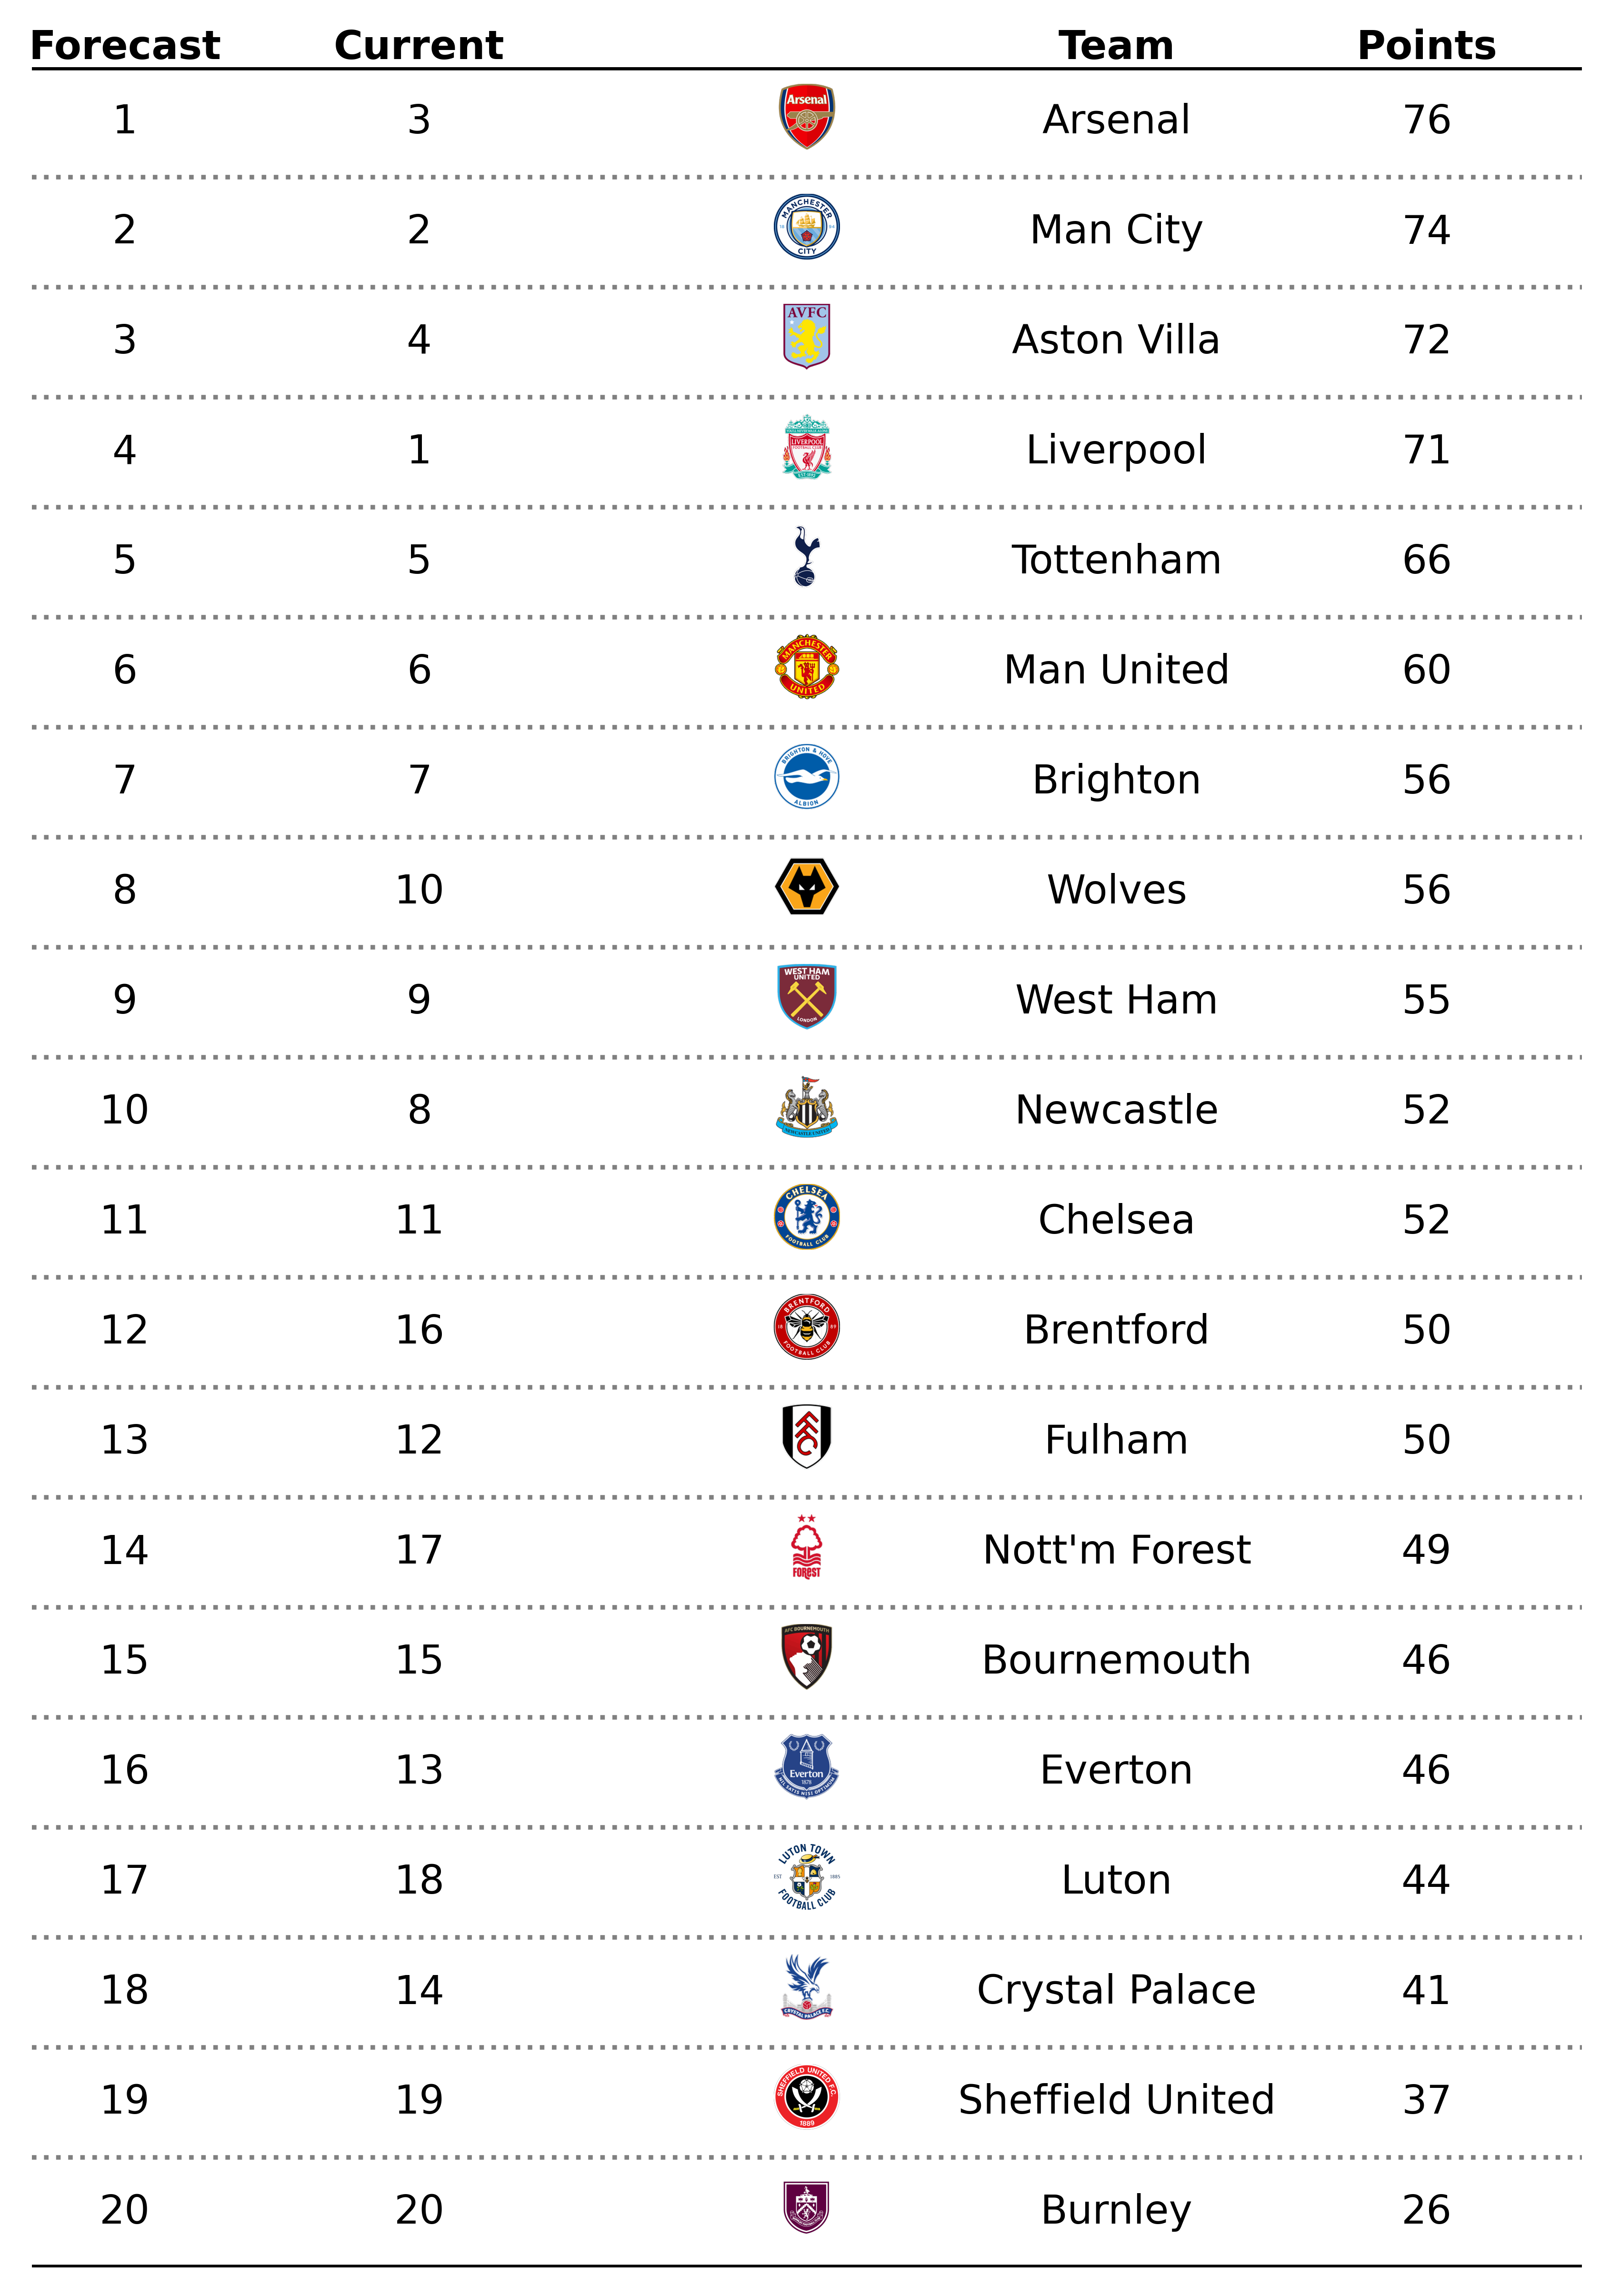 Forecast Current Team Points
1 3 Arsenal Arsenal 76
2 2 MANCHESTER CITY Man City 74
3 4 AVFC Aston Villa 72
4 1 LIVERPOOL Liverpool 71
5 5 Tottenham 66
6 6 MANCHESTER UNITED Man United 60
7 7 BRIGHTON & HOVE ALBION Brighton 56
8 10 Wolves 56
9 9 WEST HAM UNITED LONDON West Ham 55
10 8 NEWCASTLE UNITED Newcastle 52
11 11 CHELSEA FOOTBALL CLUB Chelsea 52
12 16 BRENTFORD FOOTBALL CLUB 18 89 Brentford 50
13 12 FFC Fulham 50
14 17 FOREST Nott'm Forest 49
15 15 AFC BOURNEMOUTH Bournemouth 46
16 13 Everton 1878 Everton 46
17 18 LUTON TOWN FOOTBALL CLUB EST 1885 Luton 44
18 14 CRYSTAL PALACE F.C. Crystal Palace 41
19 19 SHEFFIELD UNITED F.C. 1889 Sheffield United 37
20 20 Burnley 26